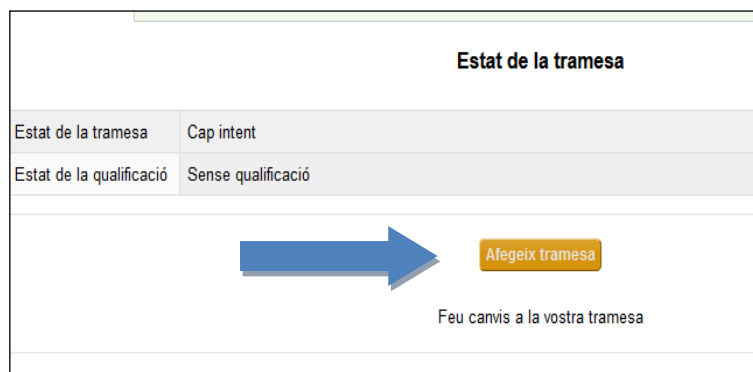 Estat de la tramesa
Estat de la tramesa Cap intent
Estat de la qualificació Sense qualificació
Afegeix tramesa
Feu canvis a la vostra tramesa